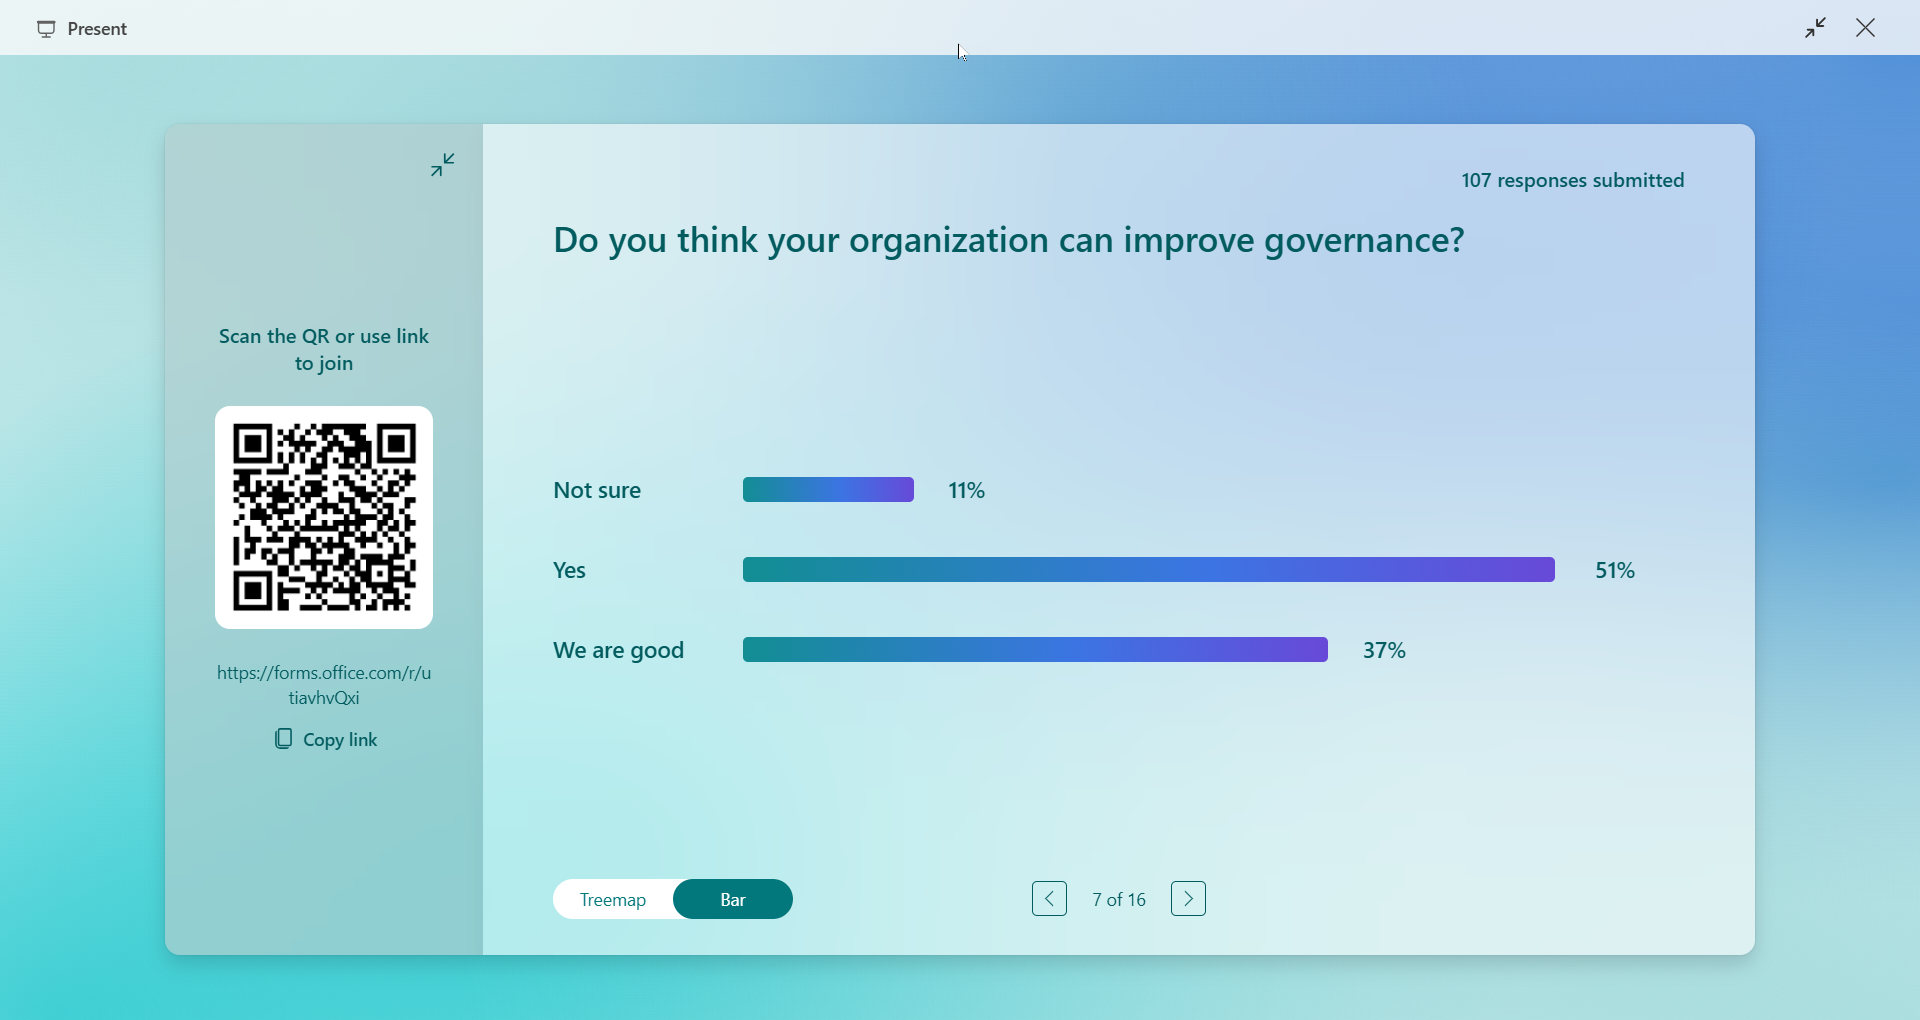 Present
107 responses submitted
Do you think your organization can improve governance?
Scan the QR or use link
to join
https://forms.office.com/r/u
tiavhvQxi
Copy link
Not sure 11%
Yes 51%
We are good 37%
Treemap Bar
7 of 16